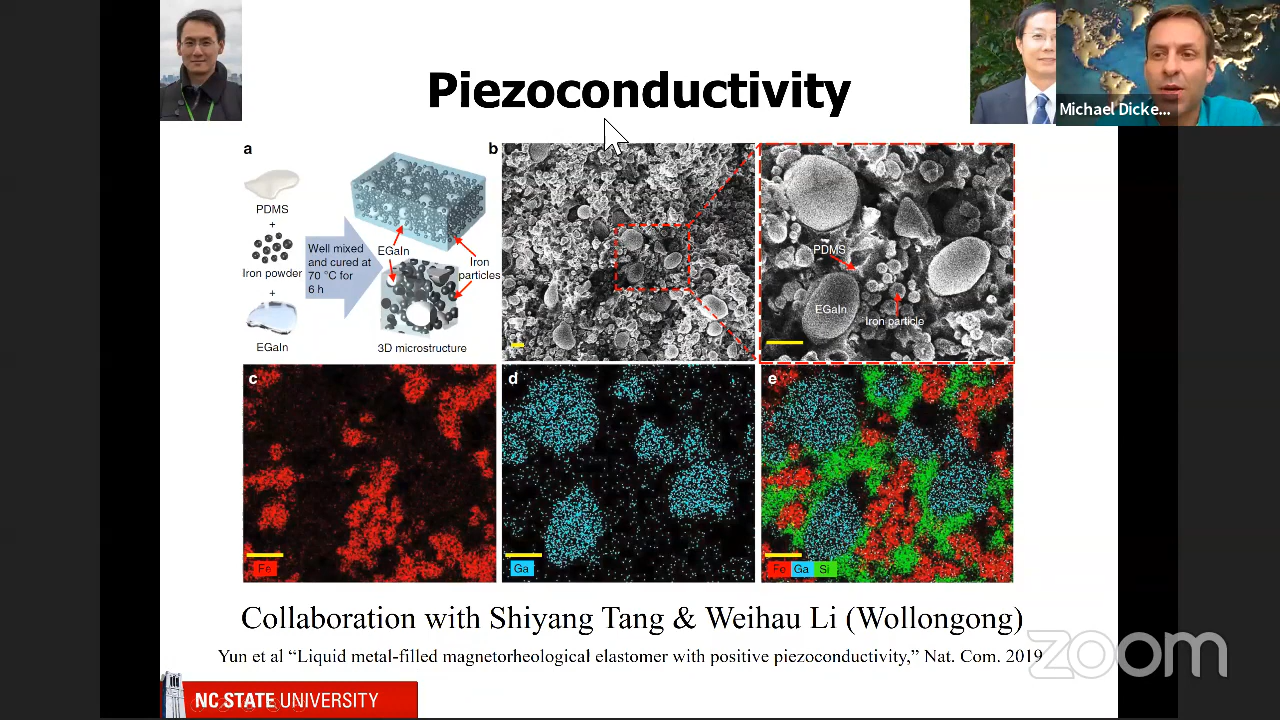 Piezoconductivity
Michael Dicke...
a
PDMS
+
Iron powder
+
EGaIn
Well mixed
and cured at
70 °C for
6 h
EGaIn
Iron
particles
3D microstructure
b
PDMS
EGaIn
Iron particle
c
Fe
d
Ga
e
Fe Ga Si
Collaboration with Shiyang Tang & Weihau Li (Wollongong)
Yun et al “Liquid metal-filled magnetorheological elastomer with positive piezoconductivity,” Nat. Com. 2019
zoom
NC STATE UNIVERSITY